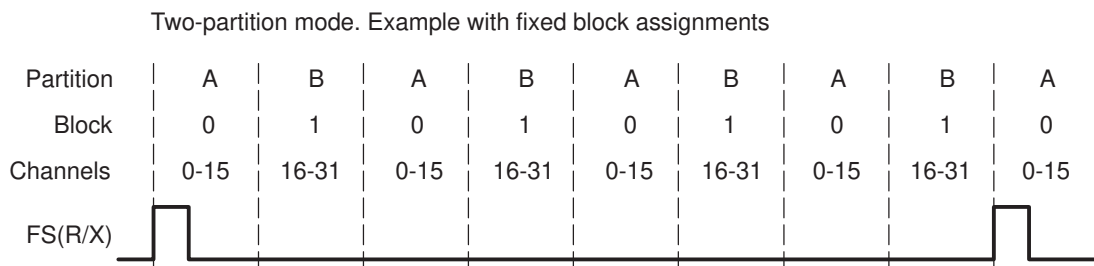 Two-partition mode. Example with fixed block assignments
Partition A B A B A B A B A
Block 0 1 0 1 0 1 0 1 0
Channels 0-15 16-31 0-15 16-31 0-15 16-31 0-15 16-31 0-15
FS(R/X)